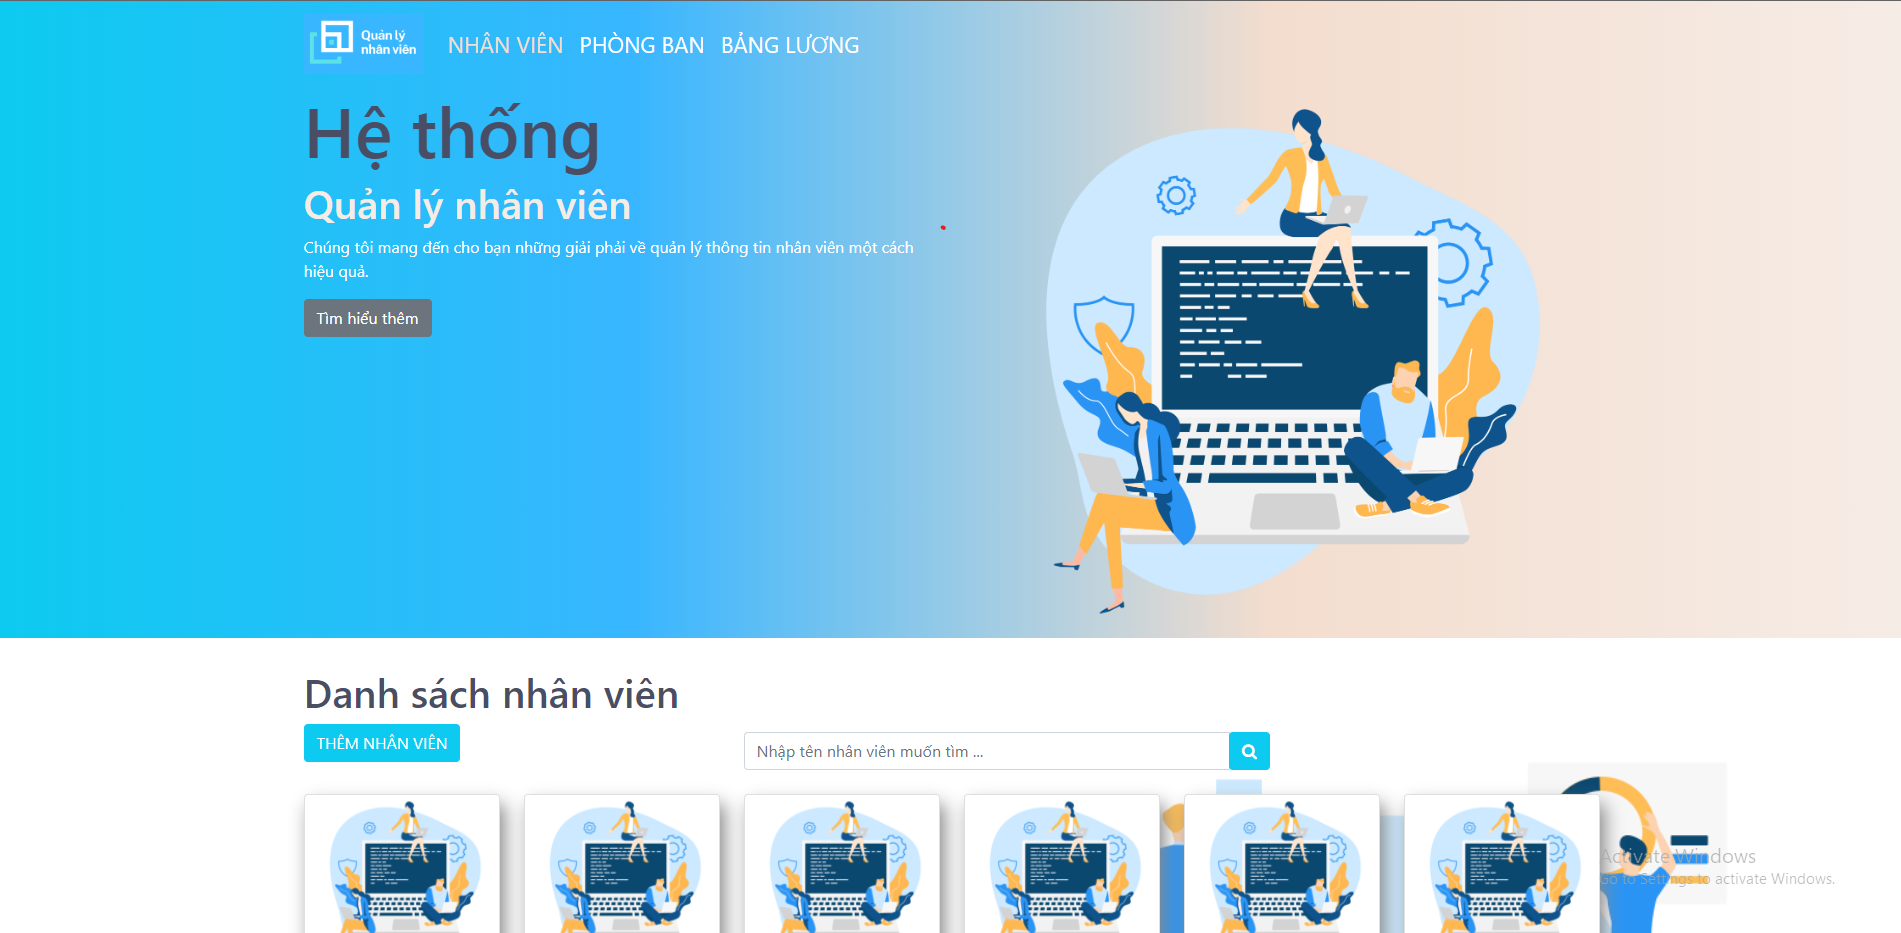 Quản lý
nhân viên
NHÂN VIÊN PHÒNG BAN BẢNG LƯƠNG
Hệ thống
Quản lý nhân viên
Chúng tôi mang đến cho bạn những giải phải về quản lý thông tin nhân viên một cách
hiệu quả.
Tìm hiểu thêm
Danh sách nhân viên
THÊM NHÂN VIÊN
Nhập tên nhân viên muốn tìm ...
Activate Windows
Go to Settings to activate Windows.